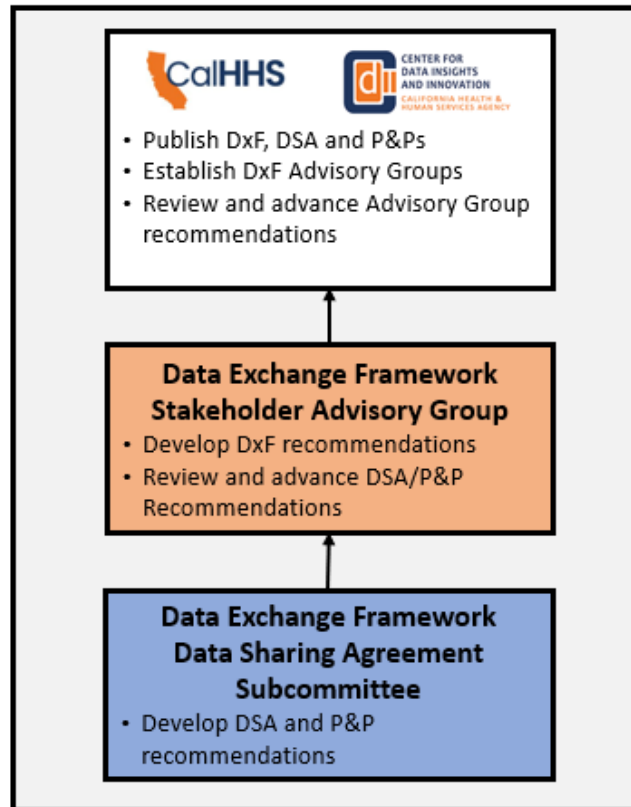 CalHHS
CENTER FOR
DATA INSIGHTS
AND INNOVATION
CALIFORNIA HEALTH &
HUMAN SERVICES AGENCY
• Publish DxF, DSA and P&Ps
• Establish DxF Advisory Groups
• Review and advance Advisory Group
recommendations
Data Exchange Framework
Stakeholder Advisory Group
• Develop DxF recommendations
• Review and advance DSA/P&P
Recommendations
Data Exchange Framework
Data Sharing Agreement
Subcommittee
• Develop DSA and P&P
recommendations